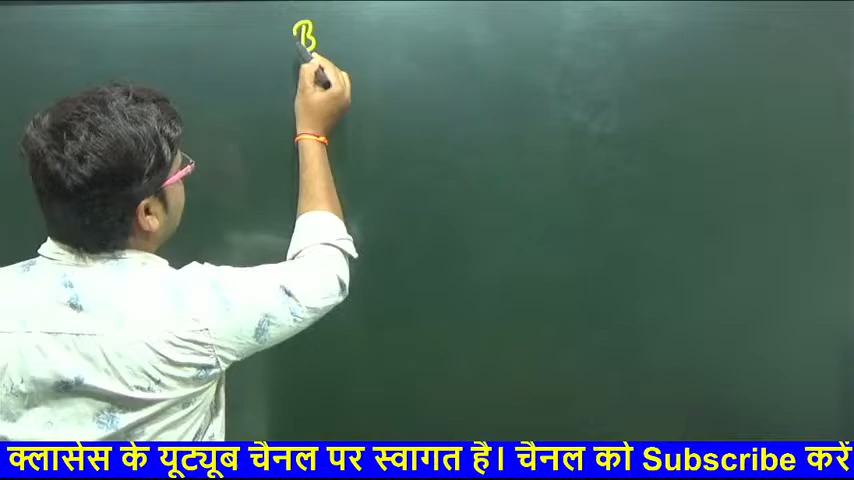 B
क्लासेस के यूट्यूब चैनल पर स्वागत है। चैनल को Subscribe करें